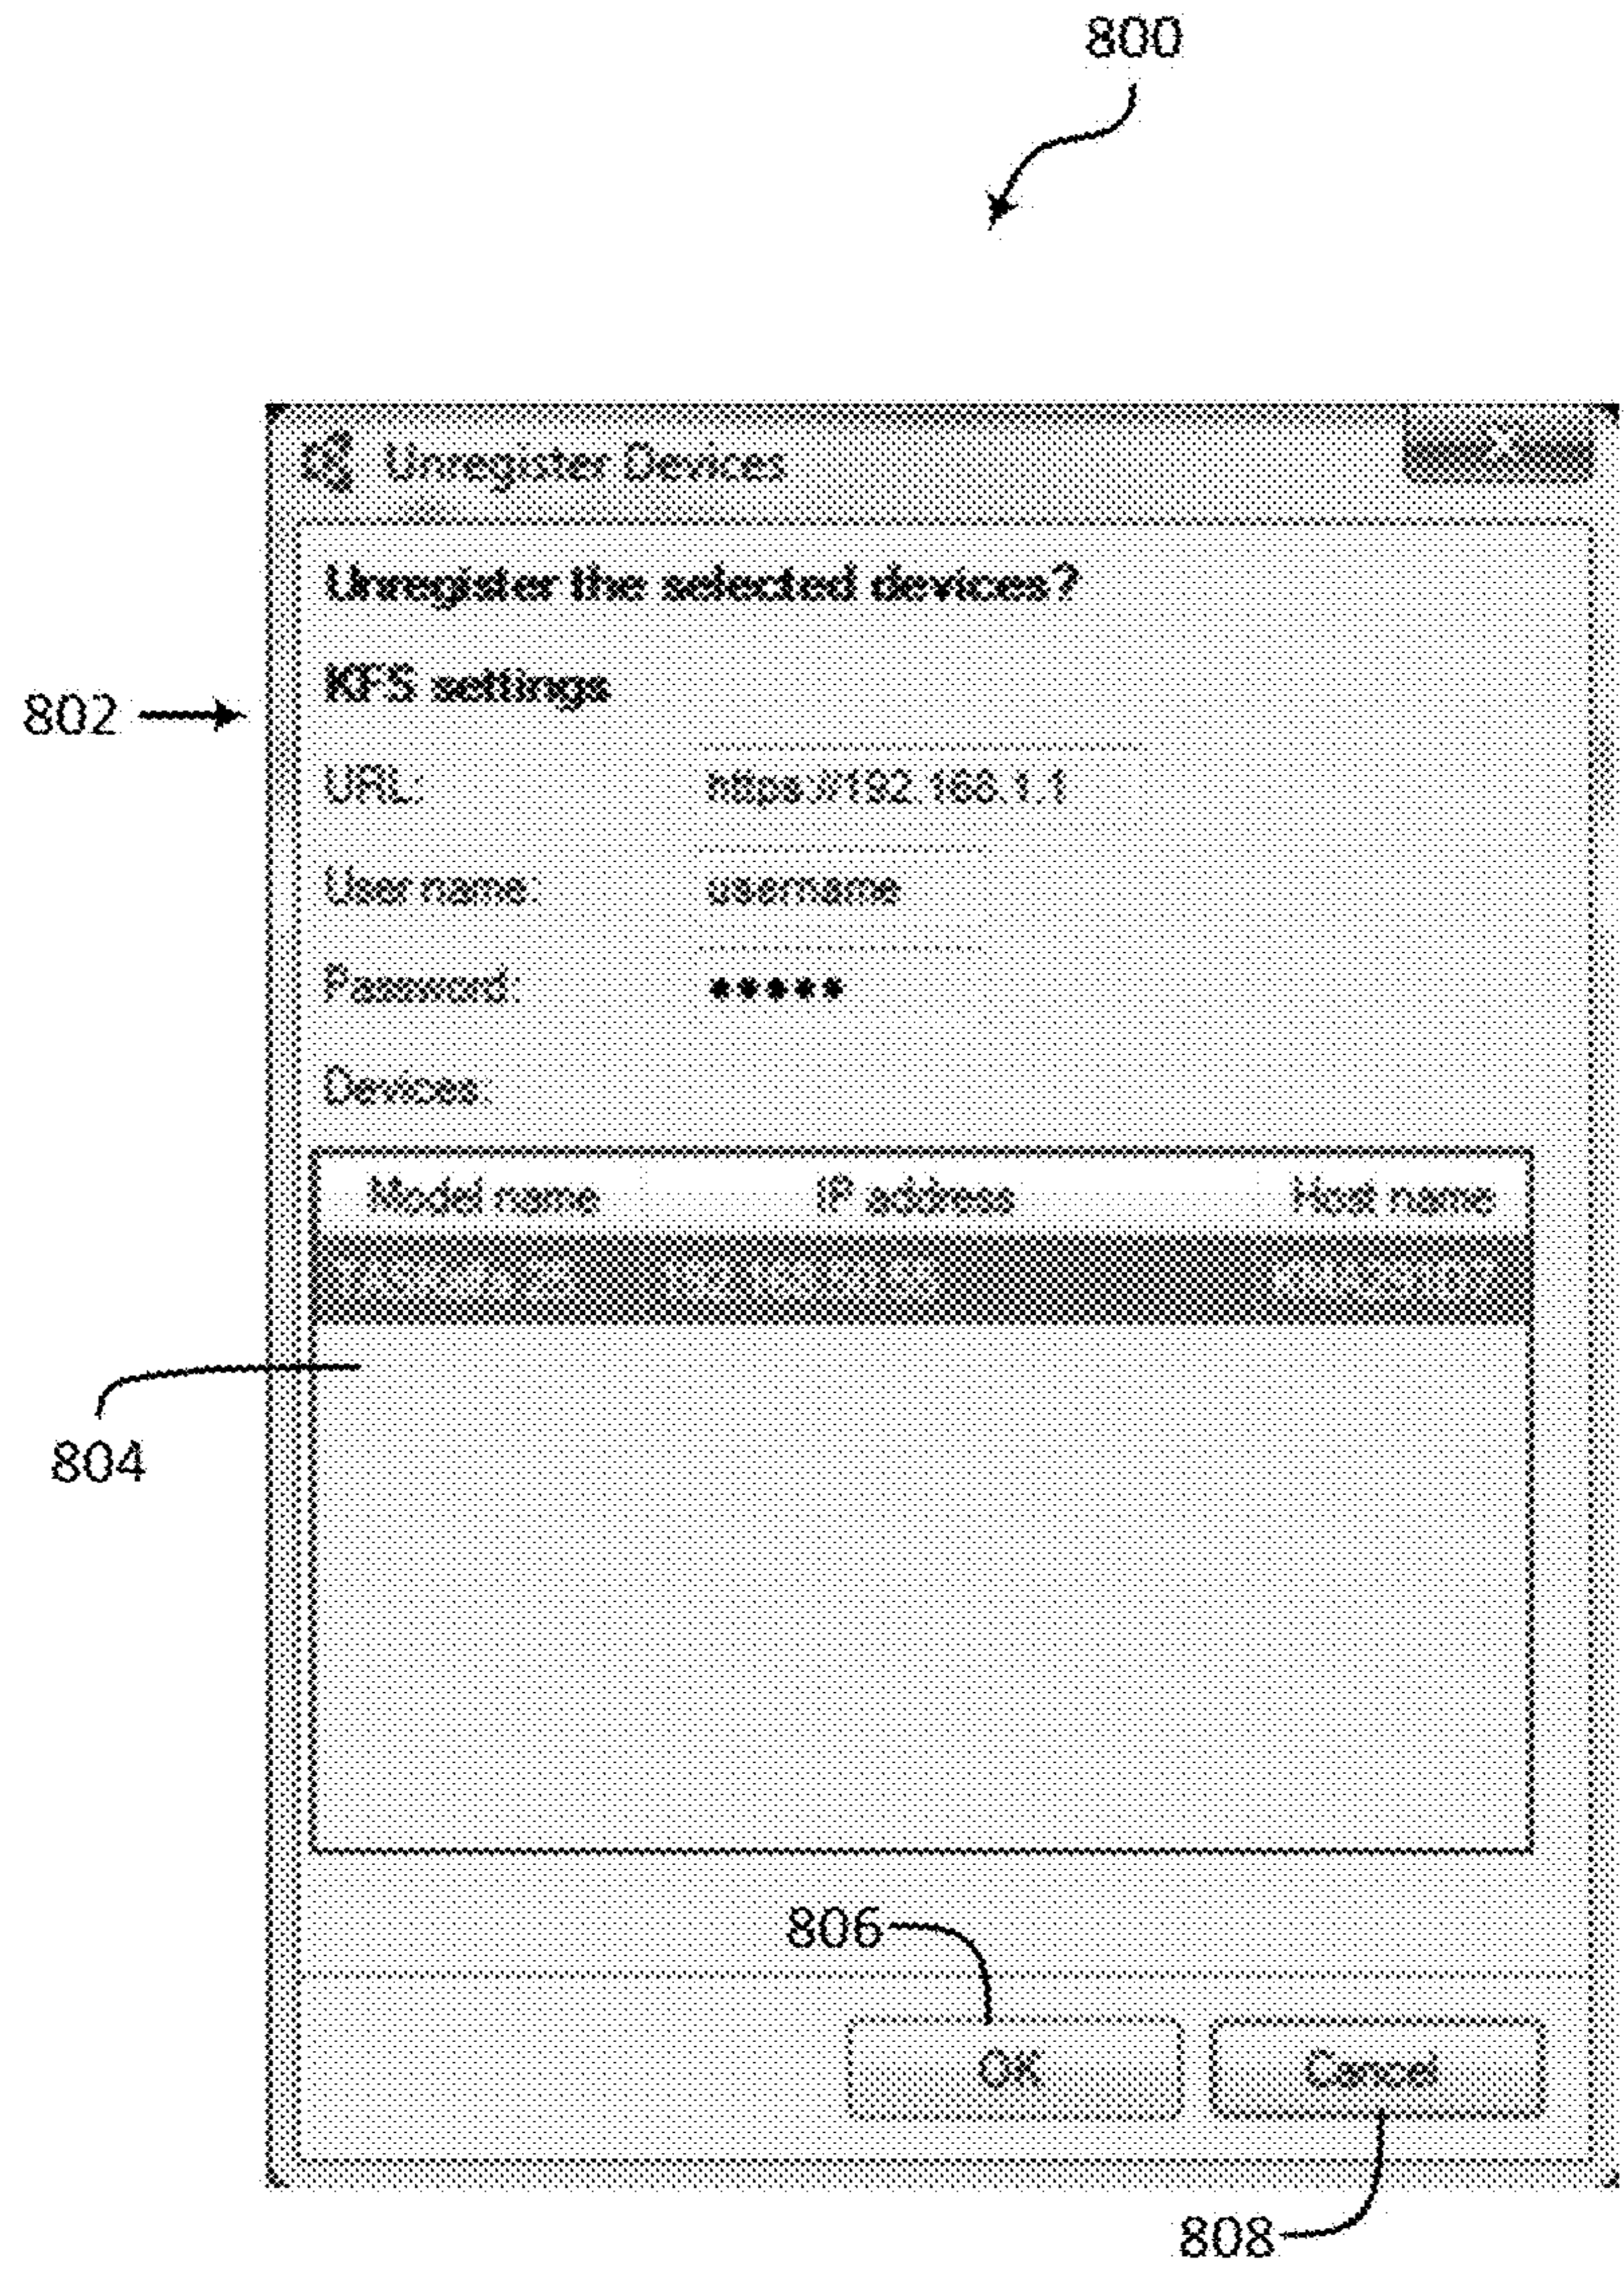 800
Unregister Devices
Unregister the selected devices?
KFS settings
802
URL: https://192.168.1.1
User name: username
Password: •••••
Devices:
Model name IP address Host name
804
806
OK Cancel
808